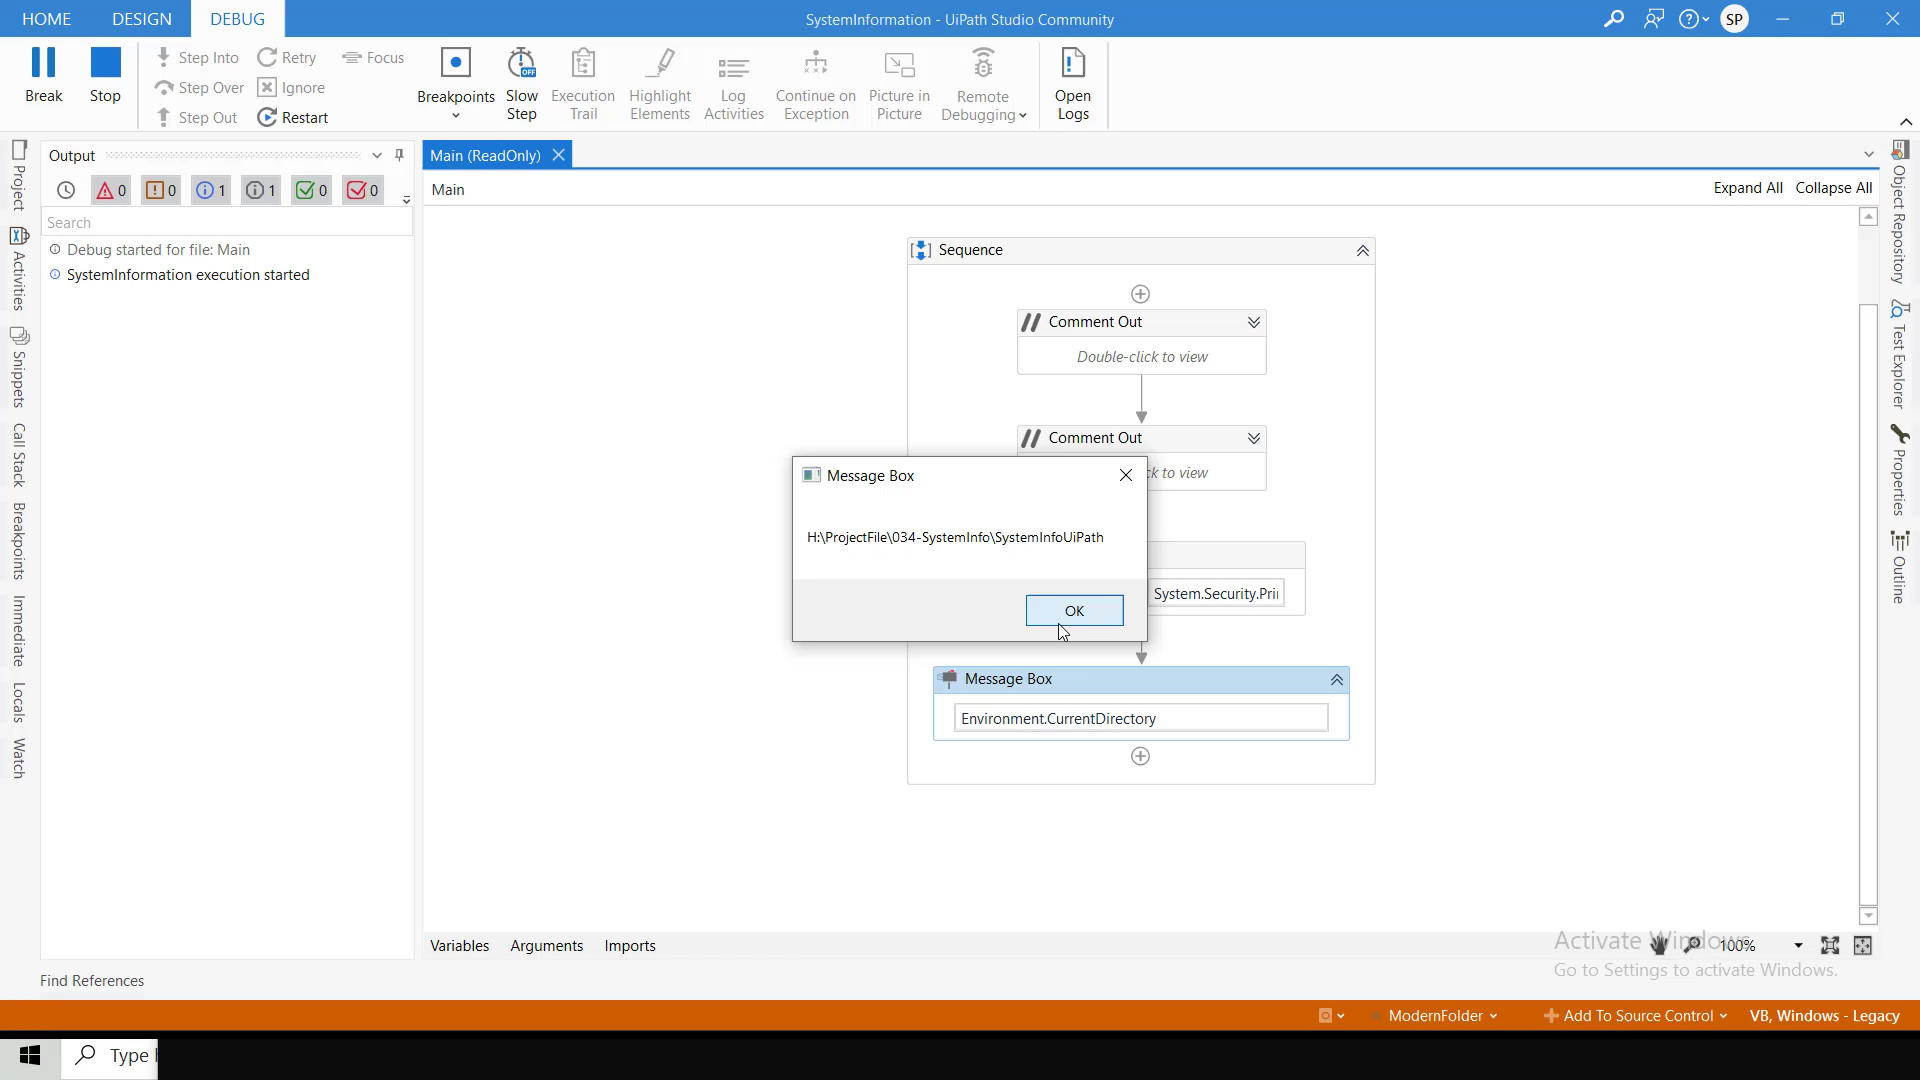 HOME
DESIGN
DEBUG
SystemInformation - UiPath Studio Community
SP
Break
Stop
Step Into
Step Over
Step Out
Retry
Ignore
Restart
Focus
Breakpoints
Slow Step
OFF
Execution Trail
Highlight Elements
Log Activities
Continue on Exception
Picture in Picture
Remote Debugging
Open Logs
Project
Activities
Snippets
Call Stack
Breakpoints
Immediate
Locals
Watch
Output
0
0
1
1
0
0
Search
Debug started for file: Main
SystemInformation execution started
Main (ReadOnly)
Main
Expand All
Collapse All
Sequence
Comment Out
Double-click to view
Comment Out
ck to view
Message Box
H:\ProjectFile\034-SystemInfo\SystemInfoUiPath
OK
System.Security.Pri
Message Box
Environment.CurrentDirectory
Object Repository
Test Explorer
Properties
Outline
Variables
Arguments
Imports
100%
Activate Windows
Go to Settings to activate Windows.
Find References
ModernFolder
Add To Source Control
VB, Windows - Legacy
Type